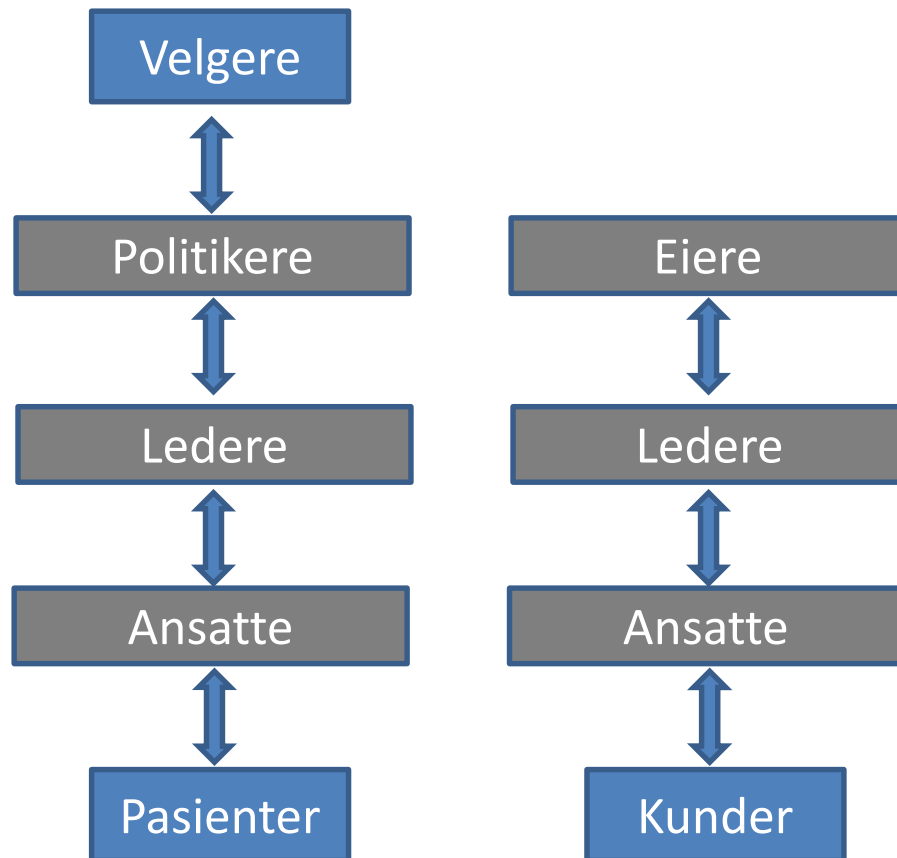 Velgere
Politikere
Eiere
Ledere
Ledere
Ansatte
Ansatte
Pasienter
Kunder